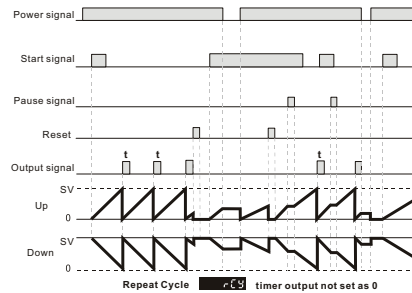 Power signal
Start signal
Pause signal
Reset
Output signal
t
t
t
SV
Up
0
SV
Down
0
Repeat Cycle rCY timer output not set as 0